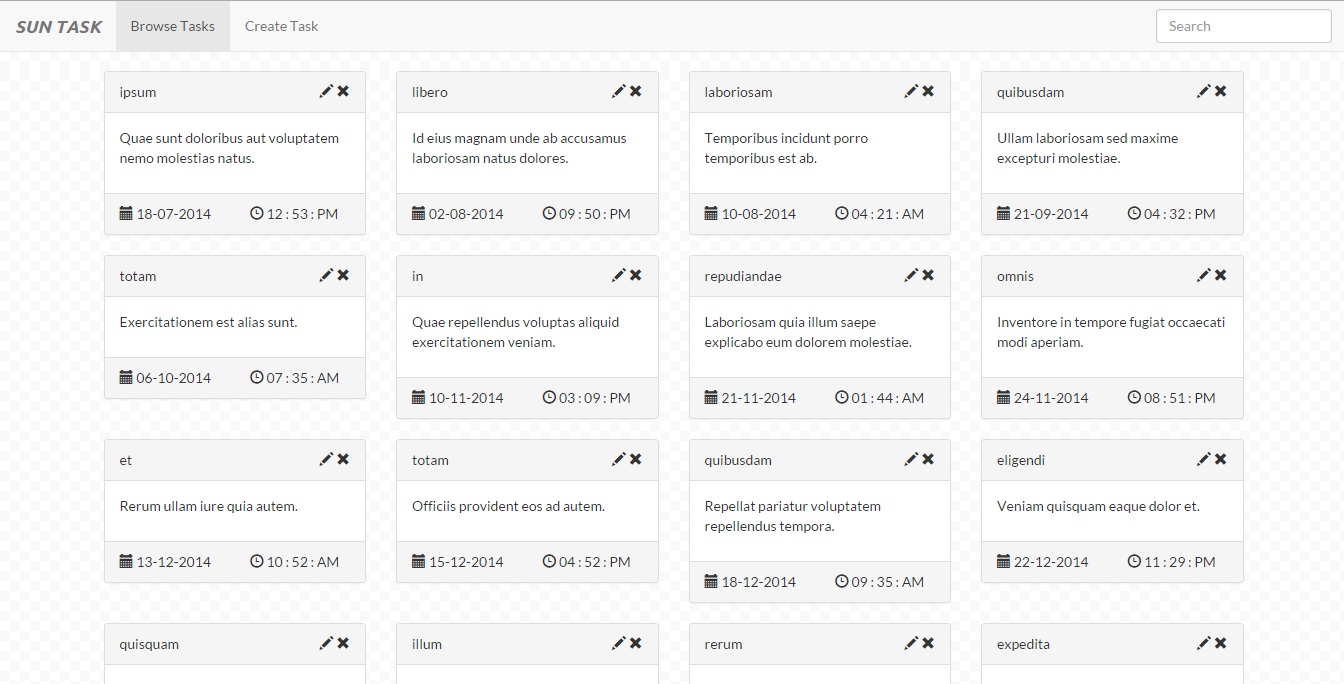 SUN TASK Browse Tasks Create Task Search
ipsum
Quae sunt doloribus aut voluptatem
nemo molestias natus.
18-07-2014 12 : 53 : PM
libero
Id eius magnam unde ab accusamus
laboriosam natus dolores.
02-08-2014 09 : 50 : PM
laboriosam
Temporibus incidunt porro
temporibus est ab.
10-08-2014 04 : 21 : AM
quibusdam
Ullam laboriosam sed maxime
excepturi molestiae.
21-09-2014 04 : 32 : PM
totam
Exercitationem est alias sunt.
06-10-2014 07 : 35 : AM
in
Quae repellendus voluptas aliquid
exercitationem veniam.
10-11-2014 03 : 09 : PM
repudiandae
Laboriosam quia illum saepe
explicabo eum dolorem molestiae.
21-11-2014 01 : 44 : AM
omnis
Inventore in tempore fugiat occaecati
modi aperiam.
24-11-2014 08 : 51 : PM
et
Rerum ullam iure quia autem.
13-12-2014 10 : 52 : AM
totam
Officiis provident eos ad autem.
15-12-2014 04 : 52 : PM
quibusdam
Repellat pariatur voluptatem
repellendus tempora.
18-12-2014 09 : 35 : AM
eligendi
Veniam quisquam eaque dolor et.
22-12-2014 11 : 29 : PM
quisquam
illum
rerum
expedita